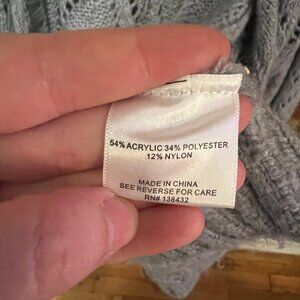 54% ACRYLIC 34% POLYESTER
12% NYLON
MADE IN CHINA
SEE REVERSE FOR CARE
RN# 138432